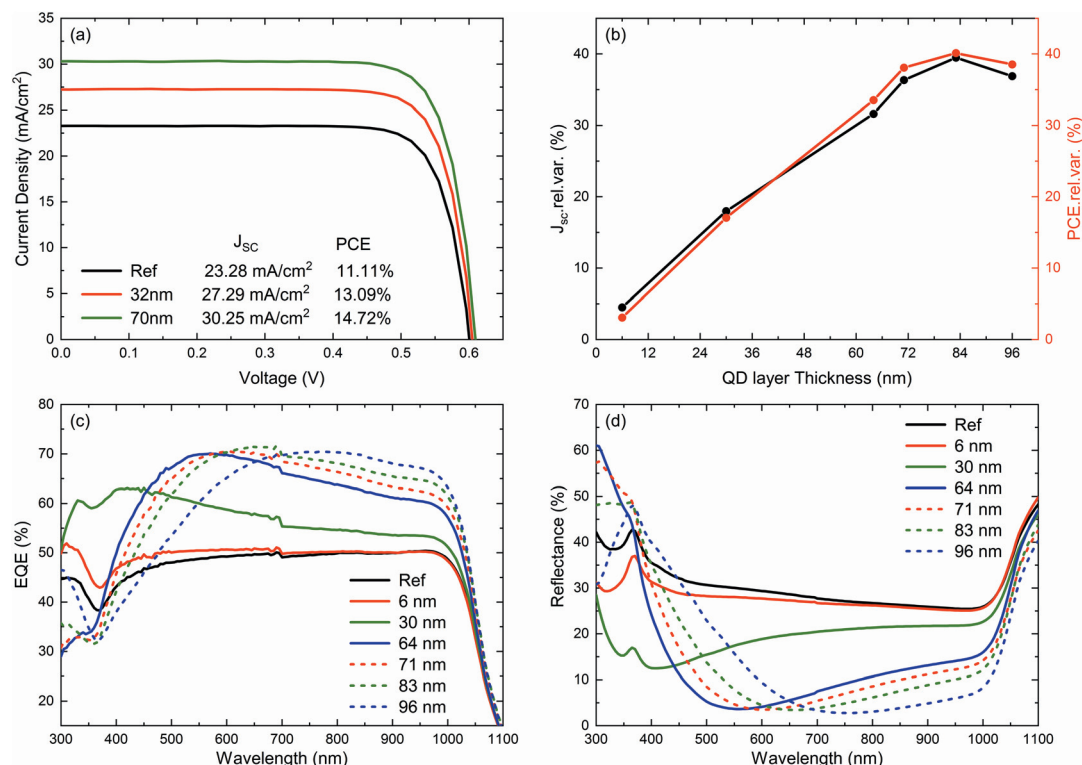 (a)
35
30
25
20
15
10
5
0
Current Density (mA/cm²)
0.0 0.1 0.2 0.3 0.4 0.5 0.6
Voltage (V)
J_SC PCE
Ref 23.28 mA/cm² 11.11%
32nm 27.29 mA/cm² 13.09%
70nm 30.25 mA/cm² 14.72%
(b)
40
30
20
10
0
J_sc.rel.var. (%)
0 12 24 36 48 60 72 84 96
QD layer Thickness (nm)
40
30
20
10
0
PCE.rel.var. (%)
(c)
80
70
60
50
40
30
20
EQE (%)
300 400 500 600 700 800 900 1000 1100
Wavelength (nm)
Ref
6 nm
30 nm
64 nm
71 nm
83 nm
96 nm
(d)
70
60
50
40
30
20
10
0
Reflectance (%)
300 400 500 600 700 800 900 1000 1100
Wavelength (nm)
Ref
6 nm
30 nm
64 nm
71 nm
83 nm
96 nm